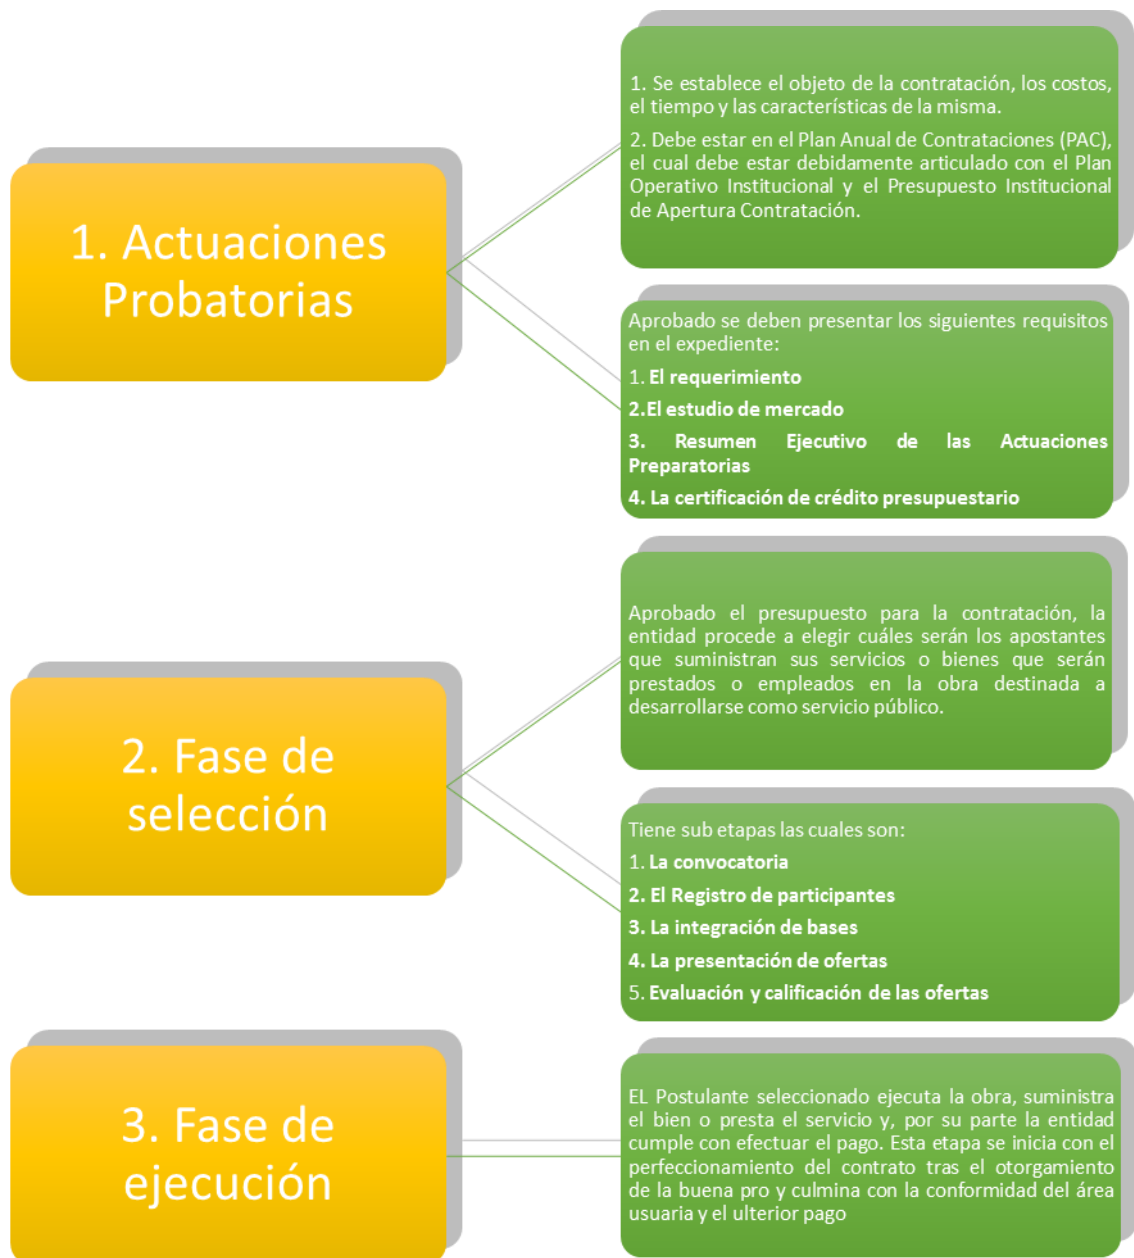 1. Actuaciones
Probatorias
1. Se establece el objeto de la contratación, los costos,
el tiempo y las características de la misma.
2. Debe estar en el Plan Anual de Contrataciones (PAC),
el cual debe estar debidamente articulado con el Plan
Operativo Institucional y el Presupuesto Institucional
de Apertura Contratación.
Aprobado se deben presentar los siguientes requisitos
en el expediente:
1. El requerimiento
2.El estudio de mercado
3. Resumen Ejecutivo de las Actuaciones
Preparatorias
4. La certificación de crédito presupuestario
2. Fase de
selección
Aprobado el presupuesto para la contratación, la
entidad procede a elegir cuáles serán los apostantes
que suministran sus servicios o bienes que serán
prestados o empleados en la obra destinada a
desarrollarse como servicio público.
Tiene sub etapas las cuales son:
1. La convocatoria
2. El Registro de participantes
3. La integración de bases
4. La presentación de ofertas
5. Evaluación y calificación de las ofertas
3. Fase de
ejecución
EL Postulante seleccionado ejecuta la obra, suministra
el bien o presta el servicio y, por su parte la entidad
cumple con efectuar el pago. Esta etapa se inicia con el
perfeccionamiento del contrato tras el otorgamiento
de la buena pro y culmina con la conformidad del área
usuaria y el ulterior pago